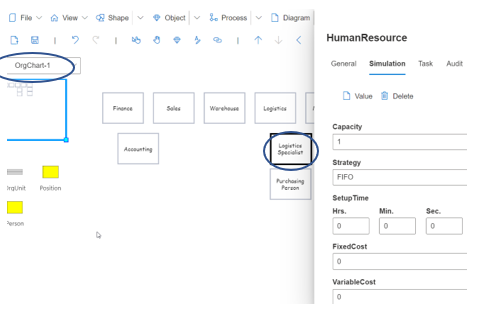 File View Shape Object Process Diagram
OrgChart-1
OrgUnit Position
Person
Finance Sales Warehouse Logistics
Accounting
Logistics
Specialist
Purchasing
Person
HumanResource
General Simulation Task Audit
Value Delete
Capacity
1
Strategy
FIFO
SetupTime
Hrs. Min. Sec.
0 0 0
FixedCost
0
VariableCost
0